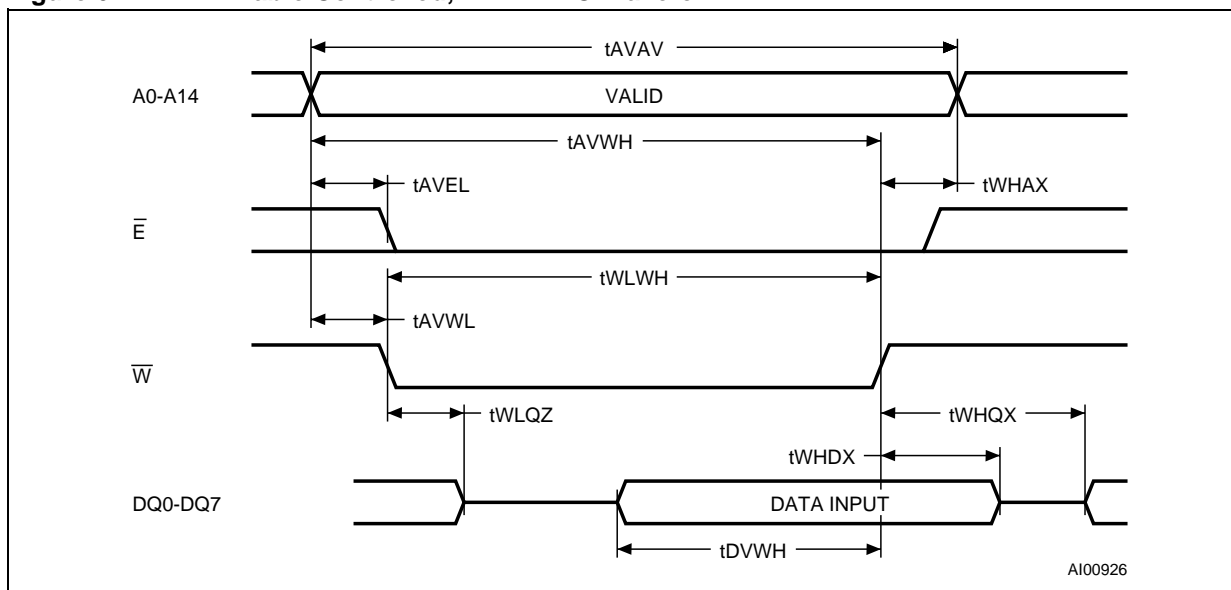 tAVAV
A0-A14
VALID
tAVWH
tAVEL
tWHAX
E
tWLWH
tAVWL
W
tWLQZ
tWHQX
tWHDX
DQ0-DQ7
DATA INPUT
tDVWH
AI00926